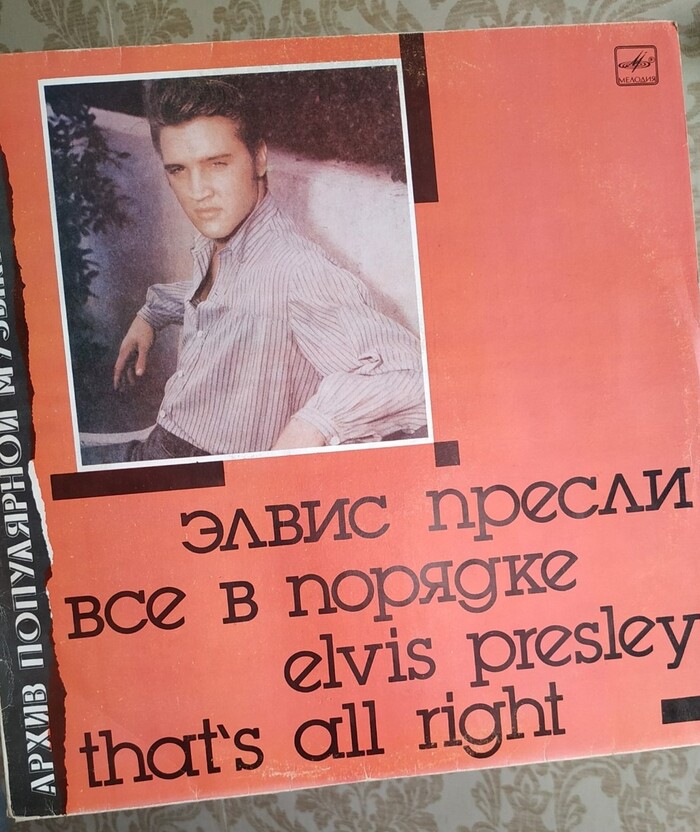 МЕЛОДИЯ
АРХИВ ПОПУЛЯРНОЙ МУЗЫКИ
ЭЛВИС ПРЕСЛИ
ВСЕ В ПОРЯДКЕ
elvis presley
that's all right